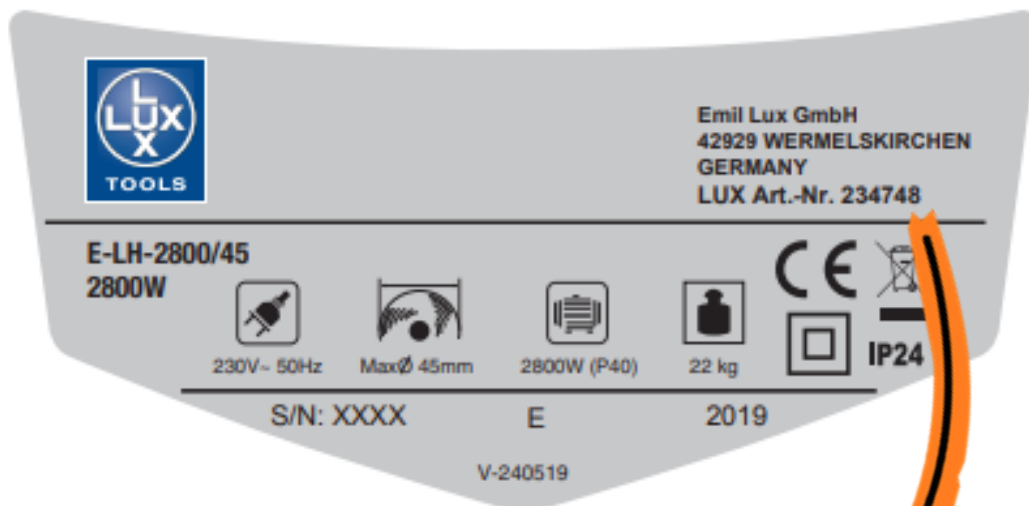 LUX
LUX
TOOLS
Emil Lux GmbH
42929 WERMELSKIRCHEN
GERMANY
LUX Art.-Nr. 234748
E-LH-2800/45
2800W
CE
230V~ 50Hz
MaxØ 45mm
2800W (P40)
22 kg
IP24
S/N: XXXX
E
2019
V-240519